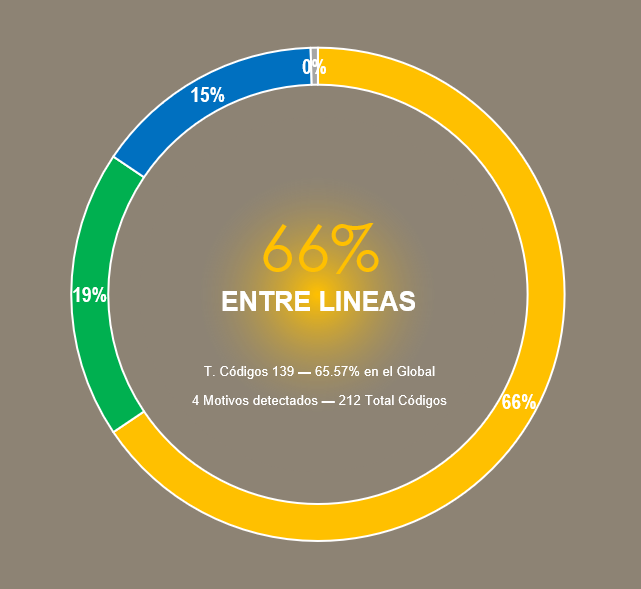 0%
15%
66%
ENTRE LINEAS
19%
T. Códigos 139 — 65.57% en el Global
4 Motivos detectados — 212 Total Códigos
66%